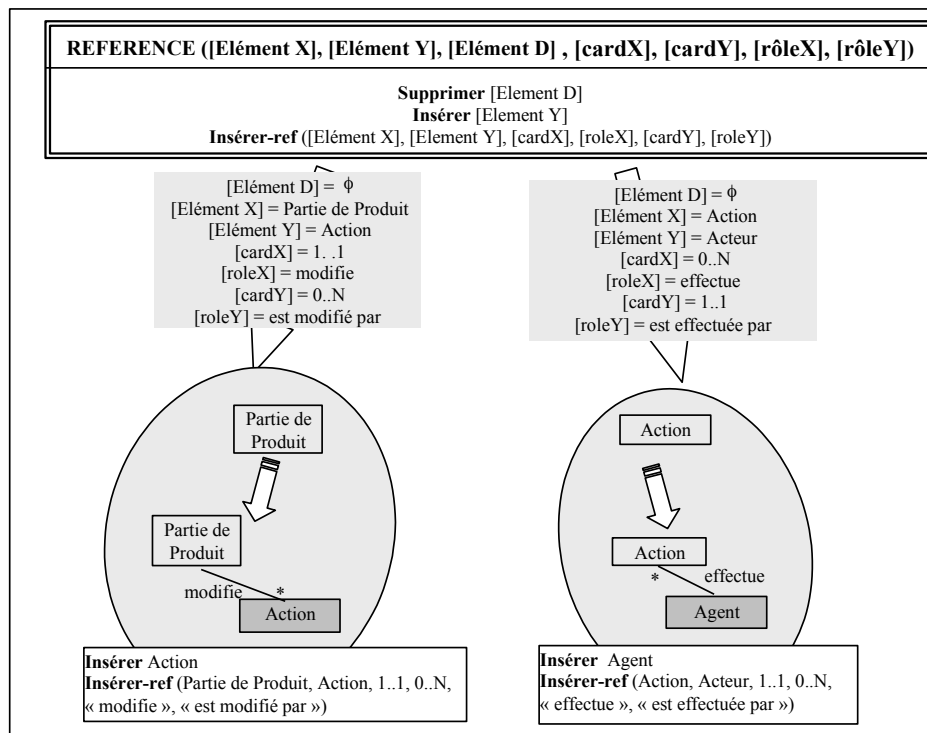 REFERENCE ([Elément X], [Elément Y], [Elément D] , [cardX], [cardY], [rôleX], [rôleY])
Supprimer [Element D]
Insérer [Element Y]
Insérer-ref ([Elément X], [Element Y], [cardX], [roleX], [cardY], [roleY])
[Elément D] = ϕ
[Elément X] = Partie de Produit
[Elément Y] = Action
[cardX] = 1. .1
[roleX] = modifie
[cardY] = 0..N
[roleY] = est modifié par
[Elément D] = ϕ
[Elément X] = Action
[Elément Y] = Acteur
[cardX] = 0..N
[roleX] = effectue
[cardY] = 1..1
[roleY] = est effectuée par
Partie de
Produit
Partie de
Produit
modifie
*
Action
Insérer Action
Insérer-ref (Partie de Produit, Action, 1..1, 0..N,
« modifie », « est modifié par »)
Action
Action
*
effectue
Agent
Insérer Agent
Insérer-ref (Action, Acteur, 1..1, 0..N,
« effectue », « est effectuée par »)